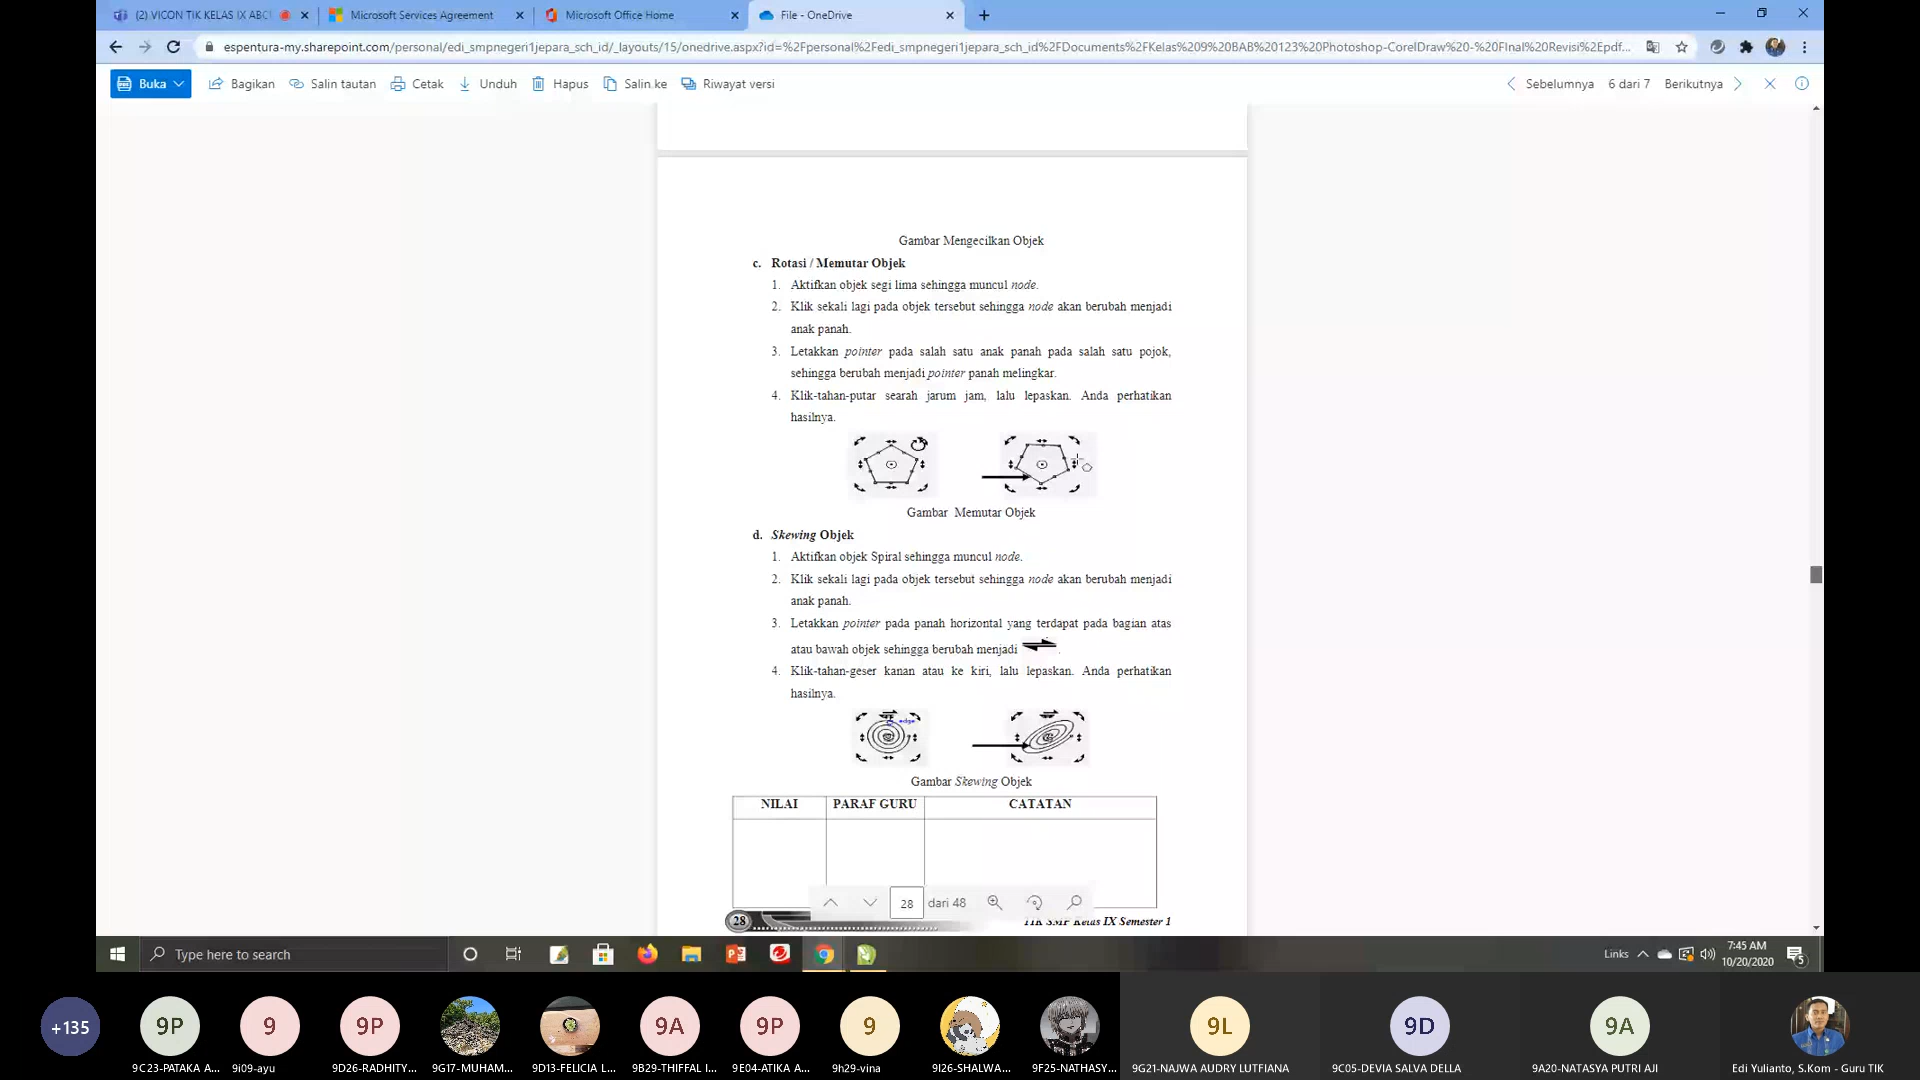 (2) VICON TIK KELAS IX ABC
Microsoft Services Agreement
Microsoft Office Home
File - OneDrive
espentura-my.sharepoint.com/personal/edi_smpnegeri1jepara_sch_id/_layouts/15/onedrive.aspx?id=%2Fpersonal%2Fedi_smpnegeri1jepara_sch_id%2FDocuments%2FKelas%209%20BAB%20123%20Photoshop-CorelDraw%20-%20FInal%20Revisi%2Epdf...
Buka
Bagikan
Salin tautan
Cetak
Unduh
Hapus
Salin ke
Riwayat versi
Sebelumnya
6 dari 7
Berikutnya
Gambar Mengecilkan Objek
c. Rotasi / Memutar Objek
1. Aktifkan objek segi lima sehingga muncul node.
2. Klik sekali lagi pada objek tersebut sehingga node akan berubah menjadi
anak panah.
3. Letakkan pointer pada salah satu anak panah pada salah satu pojok,
sehingga berubah menjadi pointer panah melingkar.
4. Klik-tahan-putar searah jarum jam, lalu lepaskan. Anda perhatikan
hasilnya.
Gambar Memutar Objek
d. Skewing Objek
1. Aktifkan objek Spiral sehingga muncul node.
2. Klik sekali lagi pada objek tersebut sehingga node akan berubah menjadi
anak panah.
3. Letakkan pointer pada panah horizontal yang terdapat pada bagian atas
atau bawah objek sehingga berubah menjadi .
4. Klik-tahan-geser kanan atau ke kiri, lalu lepaskan. Anda perhatikan
hasilnya.
edge
Gambar Skewing Objek
NILAI PARAF GURU CATATAN
28 dari 48
28
TIK SMP Kelas IX Semester 1
Type here to search
Links
7:45 AM
10/20/2020
5
+135
9P
9
9P
9A
9P
9
9L
9D
9A
9C23-PATAKA A...
9i09-ayu
9D26-RADHITY...
9G17-MUHAM...
9D13-FELICIA L...
9B29-THIFFAL I...
9E04-ATIKA A...
9h29-vina
9I26-SHALWA...
9F25-NATHASY...
9G21-NAJWA AUDRY LUTFIANA
9C05-DEVIA SALVA DELLA
9A20-NATASYA PUTRI AJI
Edi Yulianto, S.Kom - Guru TIK